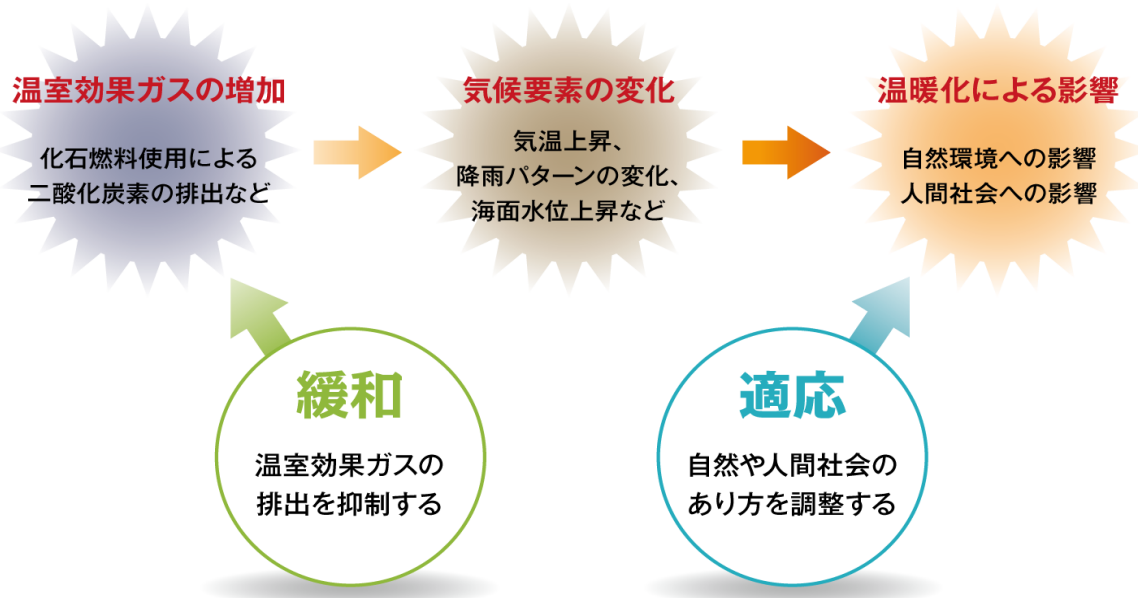 温室効果ガスの増加
化石燃料使用による
二酸化炭素の排出など
気候要素の変化
気温上昇、
降雨パターンの変化、
海面水位上昇など
温暖化による影響
自然環境への影響
人間社会への影響
緩和
温室効果ガスの
排出を抑制する
適応
自然や人間社会の
あり方を調整する